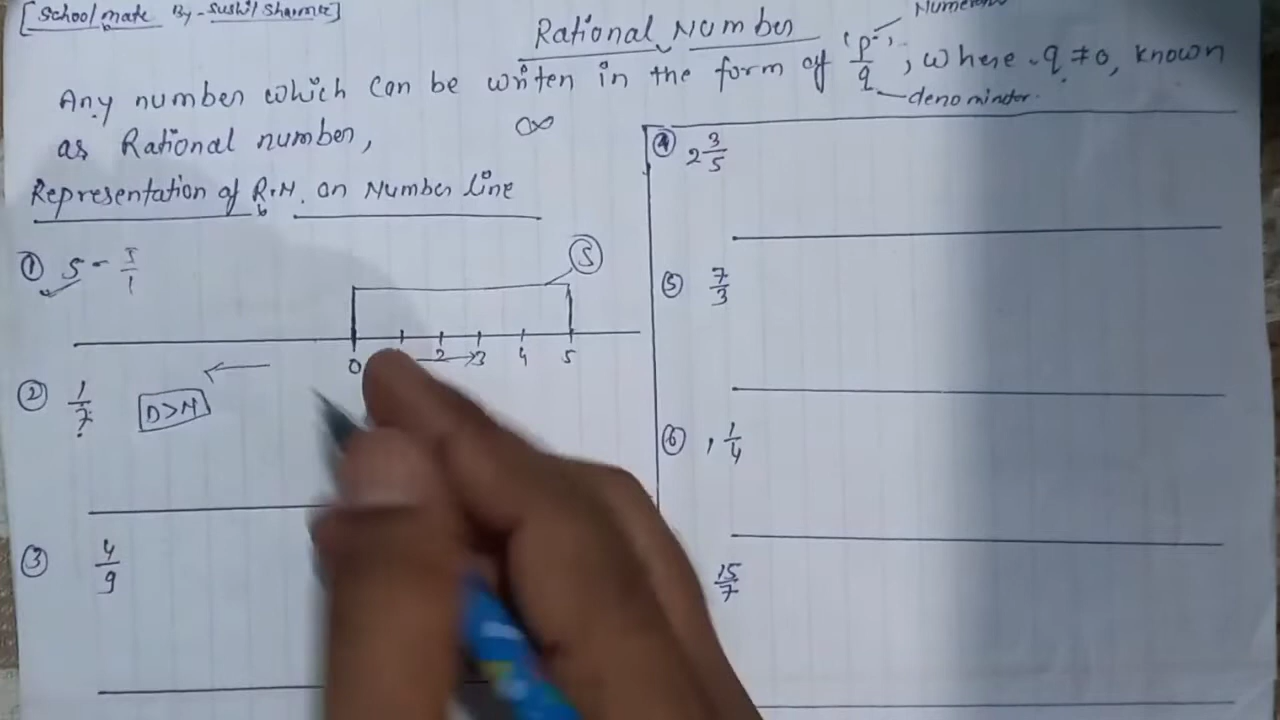 [School mate By - Sushil Sharma]
Rational Number
Any number which can be written in the form of 'p/q', where q ≠ 0, known
denominator.
as Rational number,
∞
Representation of R.N. on Number line
① 5 - 5/1
⑤
0 2 3 4 5
② 1/7 D>N
③ 4/9
④ 2 3/5
⑤ 7/3
⑥ 1 1/4
15/7